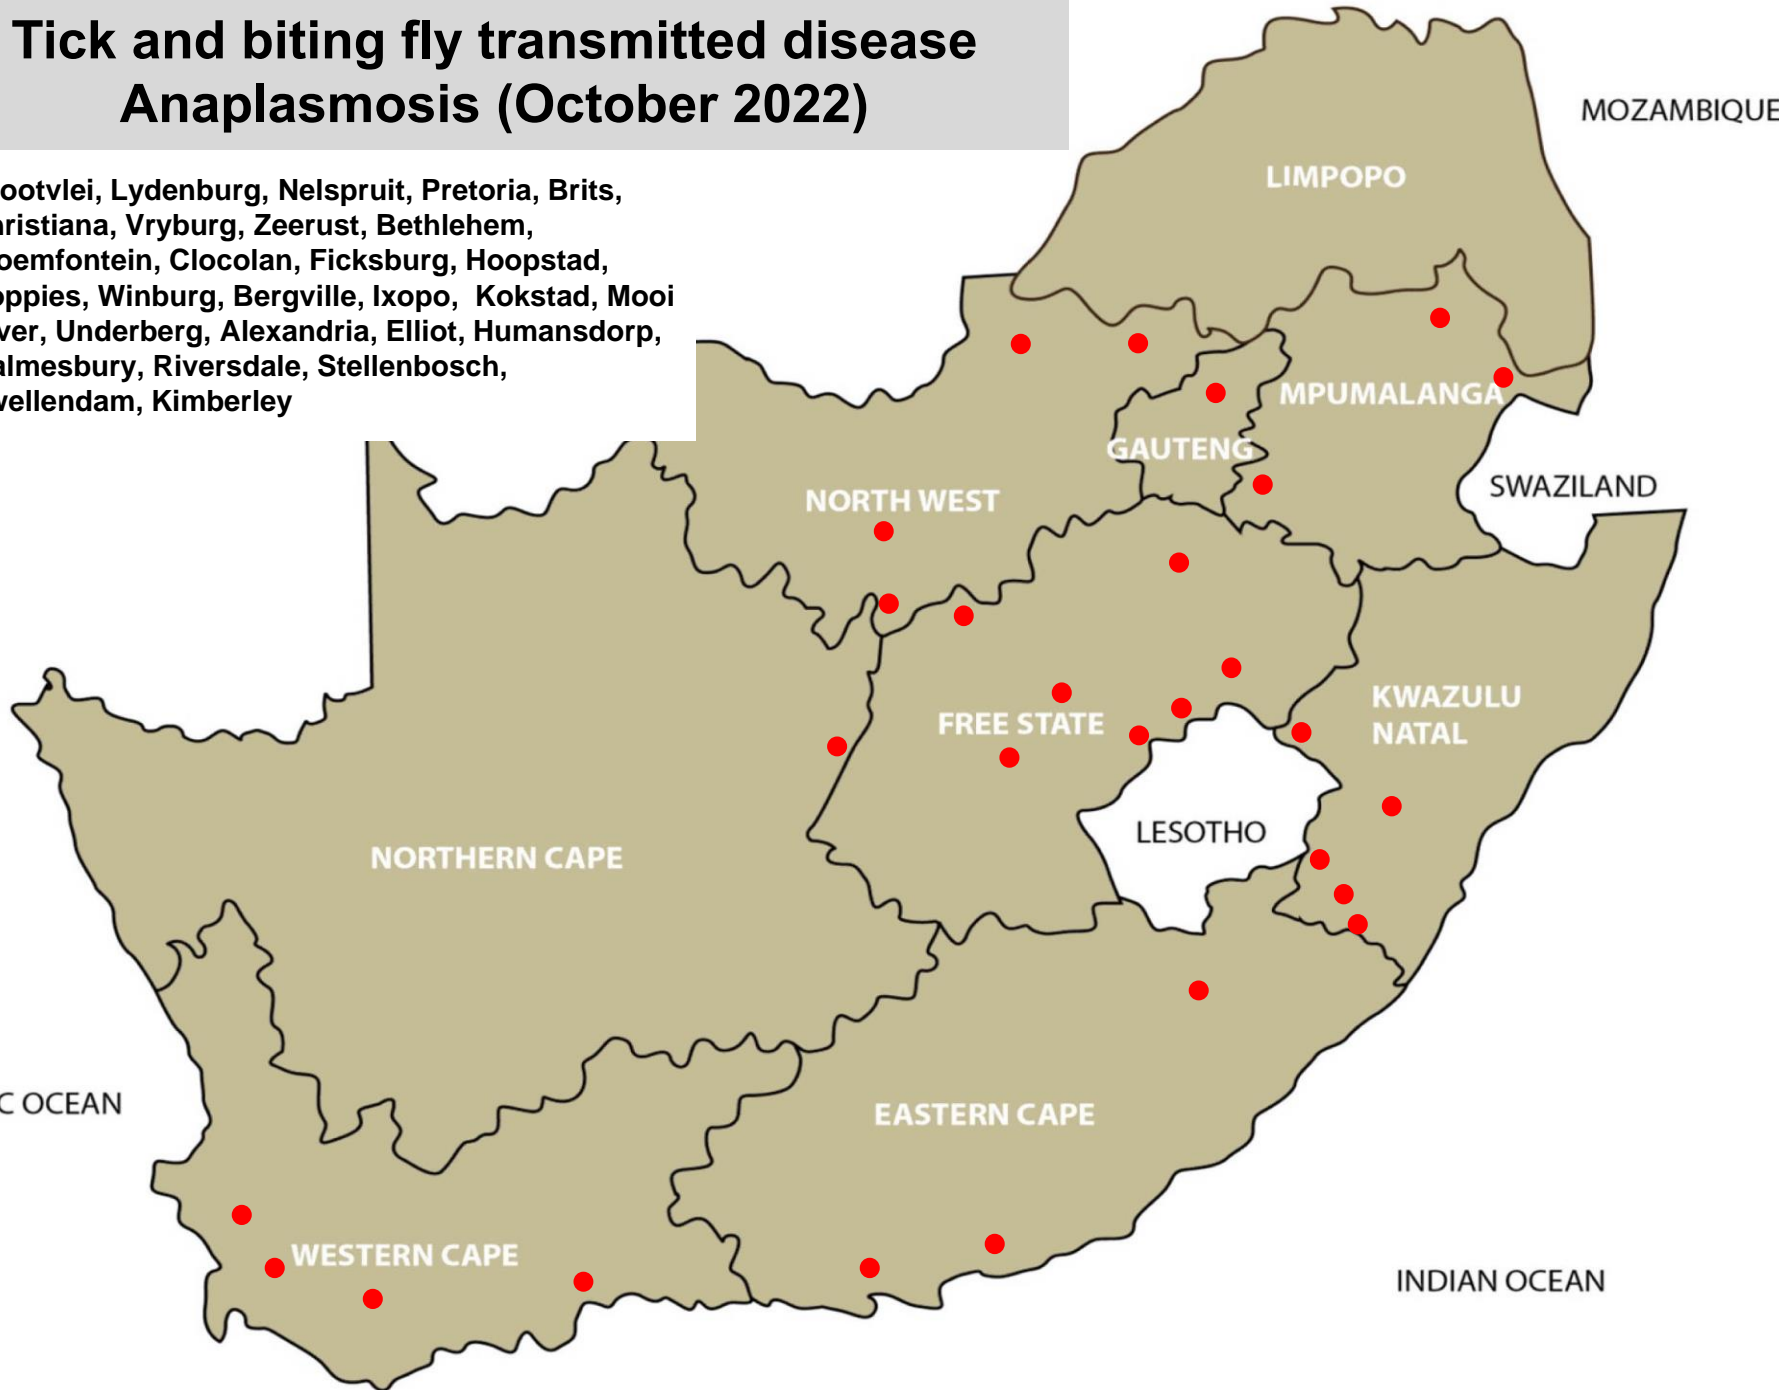 Tick and biting fly transmitted disease
Anaplasmosis (October 2022)
ootvlei, Lydenburg, Nelspruit, Pretoria, Brits,
ristiana, Vryburg, Zeerust, Bethlehem,
oemfontein, Clocolan, Ficksburg, Hoopstad,
oppies, Winburg, Bergville, Ixopo, Kokstad, Mooi
ver, Underberg, Alexandria, Elliot, Humansdorp,
almesbury, Riversdale, Stellenbosch,
wellendam, Kimberley
MOZAMBIQUE
LIMPOPO
MPUMALANGA
GAUTENG
SWAZILAND
NORTH WEST
KWAZULU
NATAL
FREE STATE
LESOTHO
NORTHERN CAPE
C OCEAN
EASTERN CAPE
WESTERN CAPE
INDIAN OCEAN